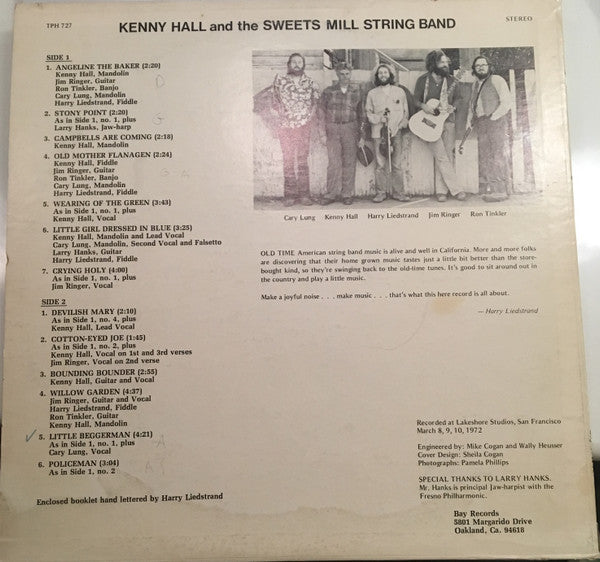 TPH 727
KENNY HALL and the SWEETS MILL STRING BAND
STEREO
SIDE 1
1. ANGELINE THE BAKER (2:20)
Kenny Hall, Mandolin
Jim Ringer, Guitar
Ron Tinkler, Banjo
Cary Lung, Mandolin
Harry Liedstrand, Fiddle
D
2. STONY POINT (2:20)
As in Side 1, no. 1, plus
Larry Hanks, Jaw-harp
G
3. CAMPBELLS ARE COMING (2:18)
Kenny Hall, Mandolin
4. OLD MOTHER FLANAGEN (2:24)
Kenny Hall, Fiddle
Jim Ringer, Guitar
Ron Tinkler, Banjo
Cary Lung, Mandolin
Harry Liedstrand, Fiddle
5. WEARING OF THE GREEN (3:43)
As in Side 1, no. 1, plus
Kenny Hall, Vocal
6. LITTLE GIRL DRESSED IN BLUE (3:25)
Kenny Hall, Mandolin and Lead Vocal
Cary Lung, Mandolin, Second Vocal and Falsetto
Larry Hanks, Guitar
Harry Liedstrand, Fiddle
7. CRYING HOLY (4:00)
As in Side 1, no. 1, plus
Jim Ringer, Vocal
SIDE 2
1. DEVILISH MARY (2:10)
As in Side 1, no. 4, plus
Kenny Hall, Lead Vocal
2. COTTON-EYED JOE (1:45)
As in Side 1, no. 2, plus
Kenny Hall, Vocal on 1st and 3rd verses
Jim Ringer, Vocal on 2nd verse
3. BOUNDING BOUNDER (2:55)
Kenny Hall, Guitar and Vocal
4. WILLOW GARDEN (4:37)
Jim Ringer, Guitar and Vocal
Harry Liedstrand, Fiddle
Ron Tinkler, Guitar
Kenny Hall, Mandolin
5. LITTLE BEGGERMAN (4:21)
As in Side 1, no. 1, plus
Cary Lung, Vocal
A
6. POLICEMAN (3:04)
As in Side 1, no. 2
A
Enclosed booklet hand lettered by Harry Liedstrand
Cary Lung Kenny Hall Harry Liedstrand Jim Ringer Ron Tinkler
OLD TIME American string band music is alive and well in California. More and more folks
are discovering that their home grown music tastes just a little bit better than the store-
bought kind, so they're swinging back to the old-time tunes. It's good to sit around out in
the country and play a little music.
Make a joyful noise . . . make music . . . that's what this here record is all about.
— Harry Liedstrand
Recorded at Lakeshore Studios, San Francisco
March 8, 9, 10, 1972
Engineered by: Mike Cogan and Wally Heusser
Cover Design: Sheila Cogan
Photographs: Pamela Phillips
SPECIAL THANKS TO LARRY HANKS.
Mr. Hanks is principal Jaw-harpist with the
Fresno Philharmonic.
Bay Records
5801 Margarido Drive
Oakland, Ca. 94618